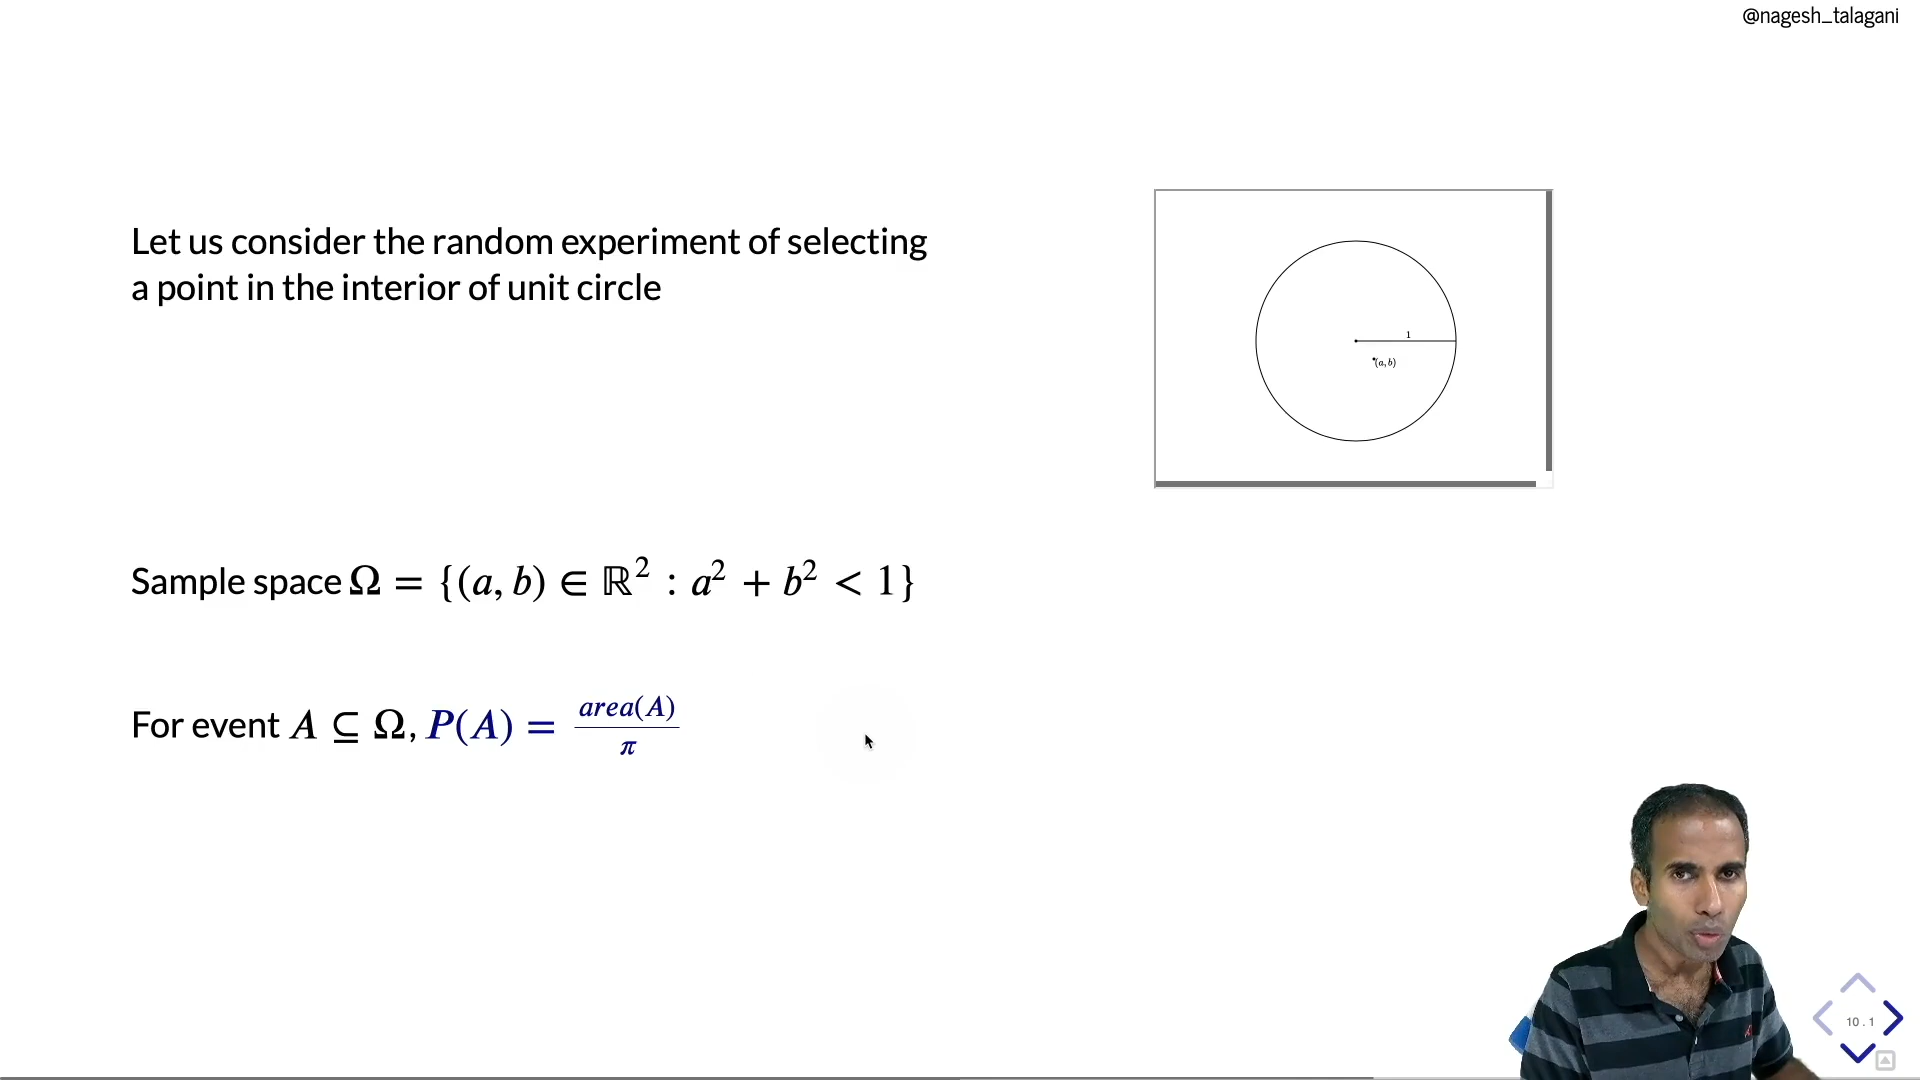 @nagesh_talagani
Let us consider the random experiment of selecting
a point in the interior of unit circle
1
(a, b)
Sample space Ω = {(a, b) ∈ ℝ² : a² + b² < 1}
For event A ⊆ Ω, P(A) = area(A)/π
10 . 1